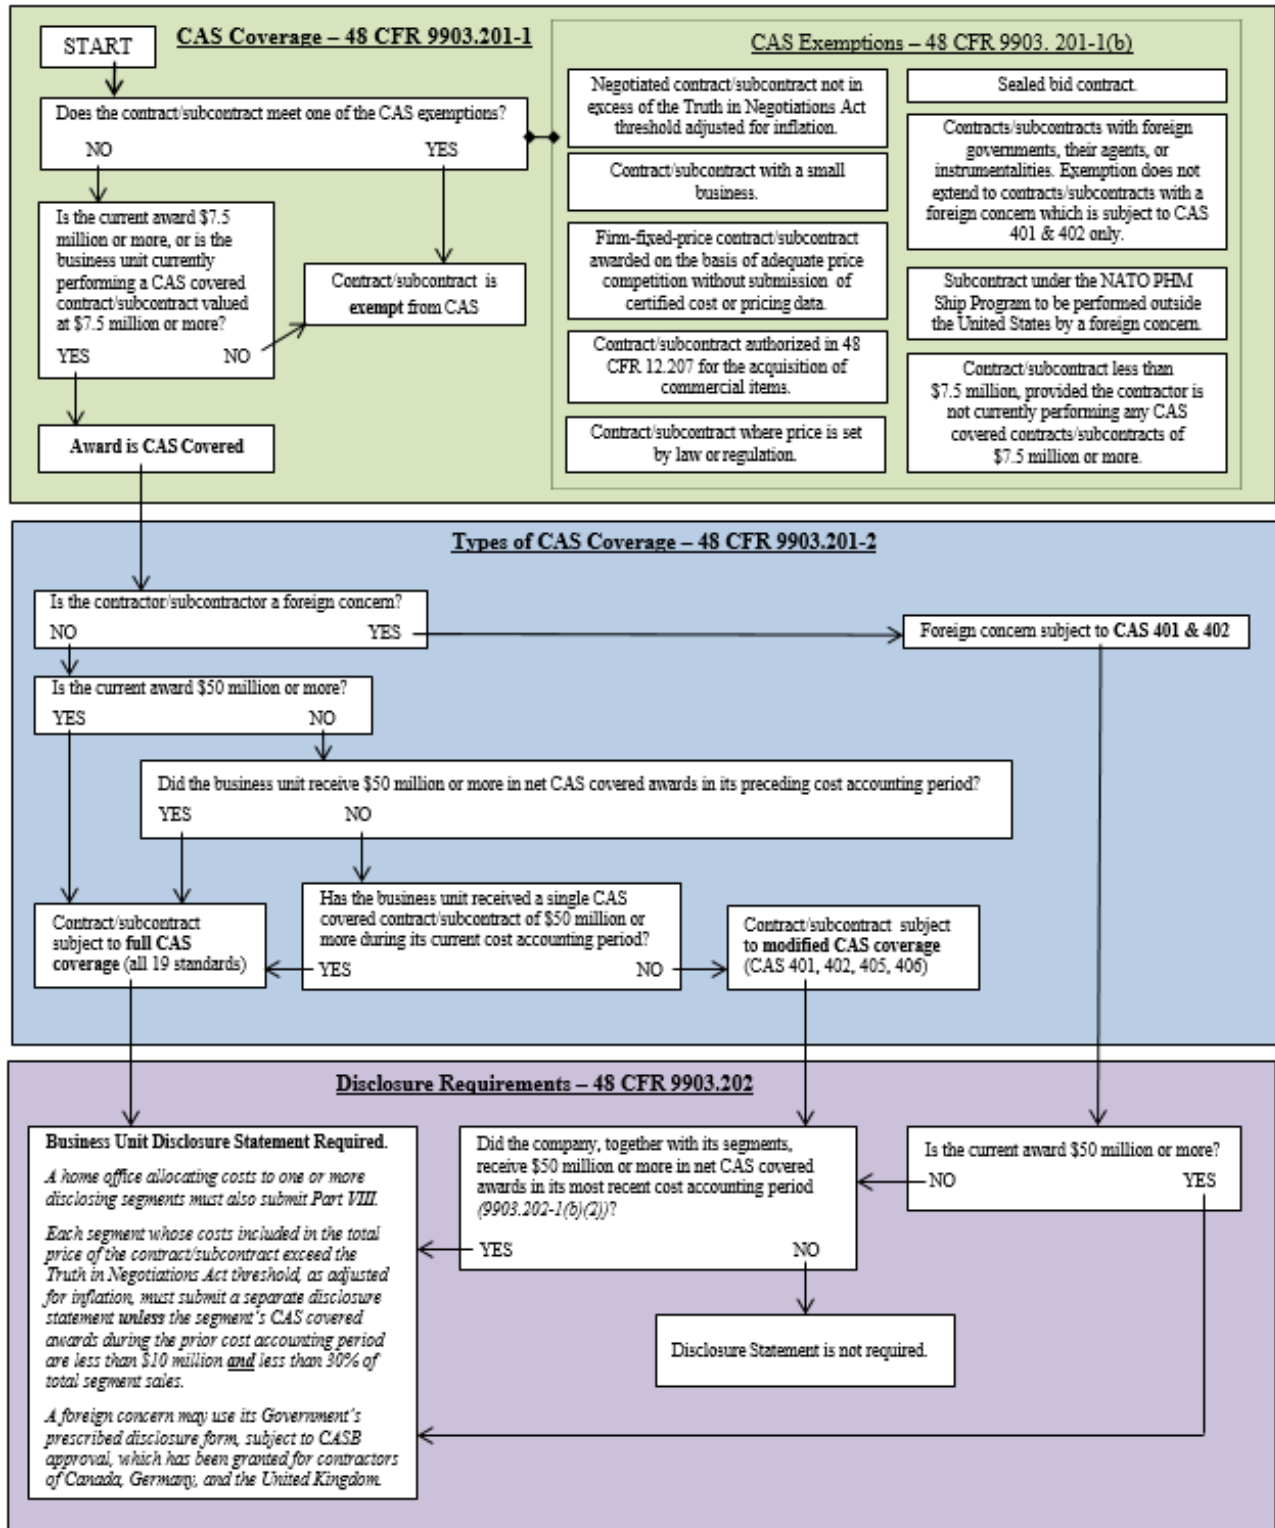 CAS Coverage – 48 CFR 9903.201-1
START
Does the contract/subcontract meet one of the CAS exemptions?
NO YES
Is the current award $7.5
million or more, or is the
business unit currently
performing a CAS covered
contract/subcontract valued
at $7.5 million or more?
YES NO
Contract/subcontract is
exempt from CAS
Award is CAS Covered
CAS Exemptions – 48 CFR 9903. 201-1(b)
Negotiated contract/subcontract not in
excess of the Truth in Negotiations Act
threshold adjusted for inflation.
Contract/subcontract with a small
business.
Firm-fixed-price contract/subcontract
awarded on the basis of adequate price
competition without submission of
certified cost or pricing data.
Contract/subcontract authorized in 48
CFR 12.207 for the acquisition of
commercial items.
Contract/subcontract where price is set
by law or regulation.
Sealed bid contract.
Contracts/subcontracts with foreign
governments, their agents, or
instrumentalities. Exemption does not
extend to contracts/subcontracts with a
foreign concern which is subject to CAS
401 & 402 only.
Subcontract under the NATO PHM
Ship Program to be performed outside
the United States by a foreign concern.
Contract/subcontract less than
$7.5 million, provided the contractor is
not currently performing any CAS
covered contracts/subcontracts of
$7.5 million or more.
Types of CAS Coverage – 48 CFR 9903.201-2
Is the contractor/subcontractor a foreign concern?
NO YES
Foreign concern subject to CAS 401 & 402
Is the current award $50 million or more?
YES NO
Did the business unit receive $50 million or more in net CAS covered awards in its preceding cost accounting period?
YES NO
Contract/subcontract
subject to full CAS
coverage (all 19 standards)
Has the business unit received a single CAS
covered contract/subcontract of $50 million or
more during its current cost accounting period?
YES NO
Contract/subcontract subject
to modified CAS coverage
(CAS 401, 402, 405, 406)
Disclosure Requirements – 48 CFR 9903.202
Business Unit Disclosure Statement Required.
A home office allocating costs to one or more
disclosing segments must also submit Part VIII.
Each segment whose costs included in the total
price of the contract/subcontract exceed the
Truth in Negotiations Act threshold, as adjusted
for inflation, must submit a separate disclosure
statement unless the segment's CAS covered
awards during the prior cost accounting period
are less than $10 million and less than 30% of
total segment sales.
A foreign concern may use its Government's
prescribed disclosure form, subject to CASB
approval, which has been granted for contractors
of Canada, Germany, and the United Kingdom.
Did the company, together with its segments,
receive $50 million or more in net CAS covered
awards in its most recent cost accounting period
(9903.202-1(b)(2))?
YES NO
Is the current award $50 million or more?
NO YES
Disclosure Statement is not required.